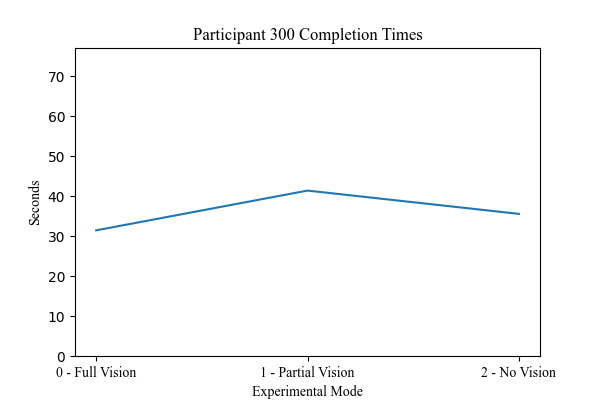 Participant 300 Completion Times
70
60
50
40
30
20
10
0
Seconds
0 - Full Vision
1 - Partial Vision
2 - No Vision
Experimental Mode